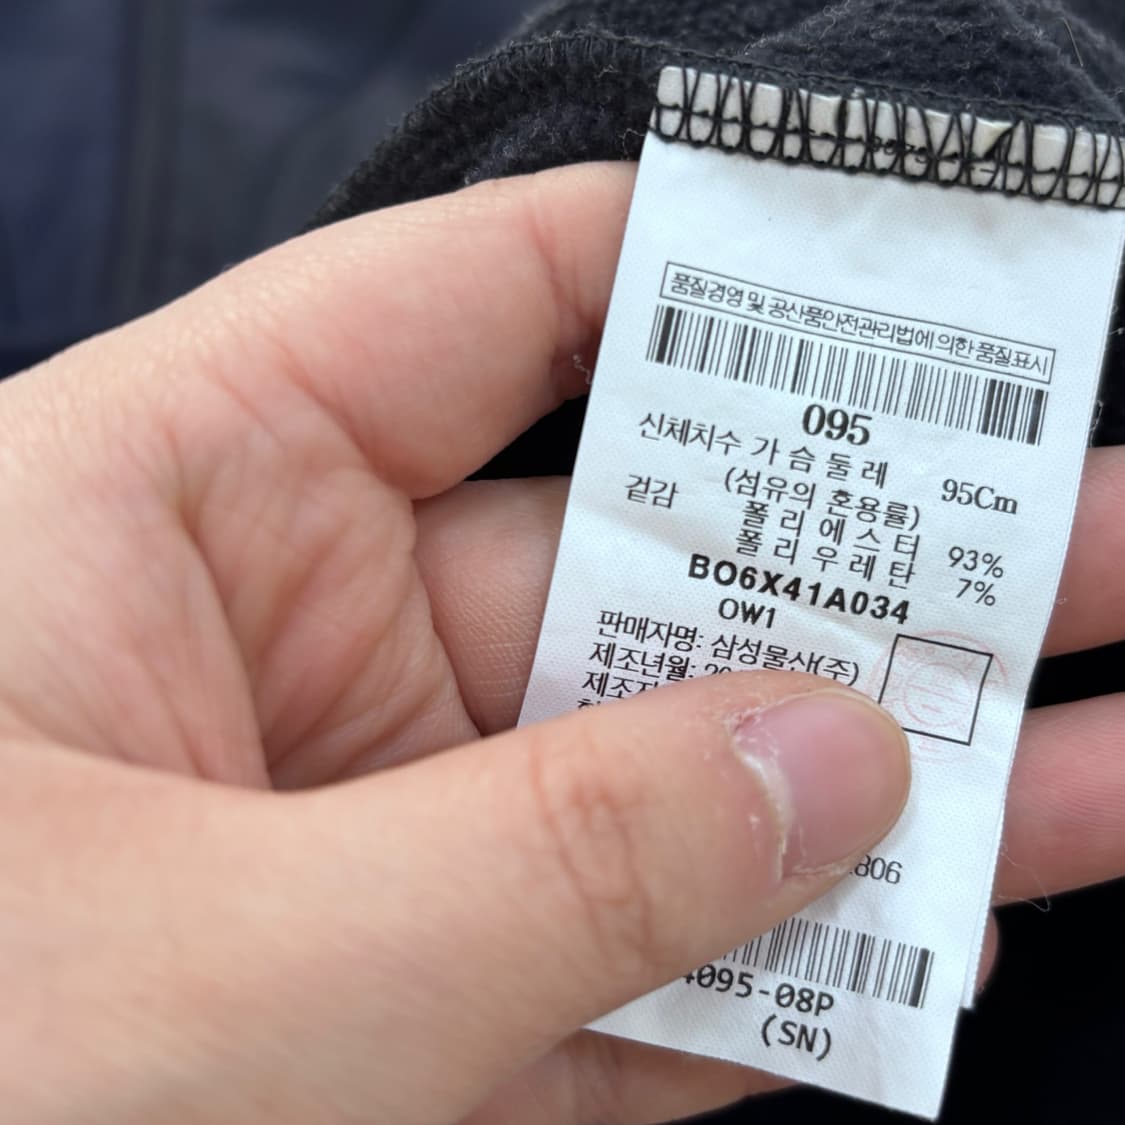 품질경영 및 공산품안전관리법에 의한 품질표시
095
신체치수 가 슴 둘 레 95Cm
(섬유의 혼용률)
겉감 폴 리 에 스 터 93%
폴 리 우 레 탄 7%
BO6X41A034
OW1
판매자명: 삼성물산(주)
제조년월: 20
806
4095-08P
(SN)